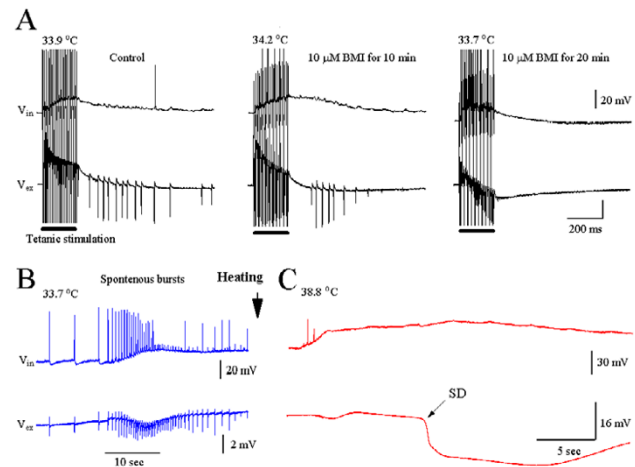 A
33.9 °C
Control
34.2 °C
10 µM BMI for 10 min
33.7 °C
10 µM BMI for 20 min
Vin
20 mV
Vex
Tetanic stimulation
200 ms
B
33.7 °C
Spontenous bursts
Heating
C
38.8 °C
Vin
20 mV
30 mV
SD
Vex
2 mV
16 mV
10 sec
5 sec